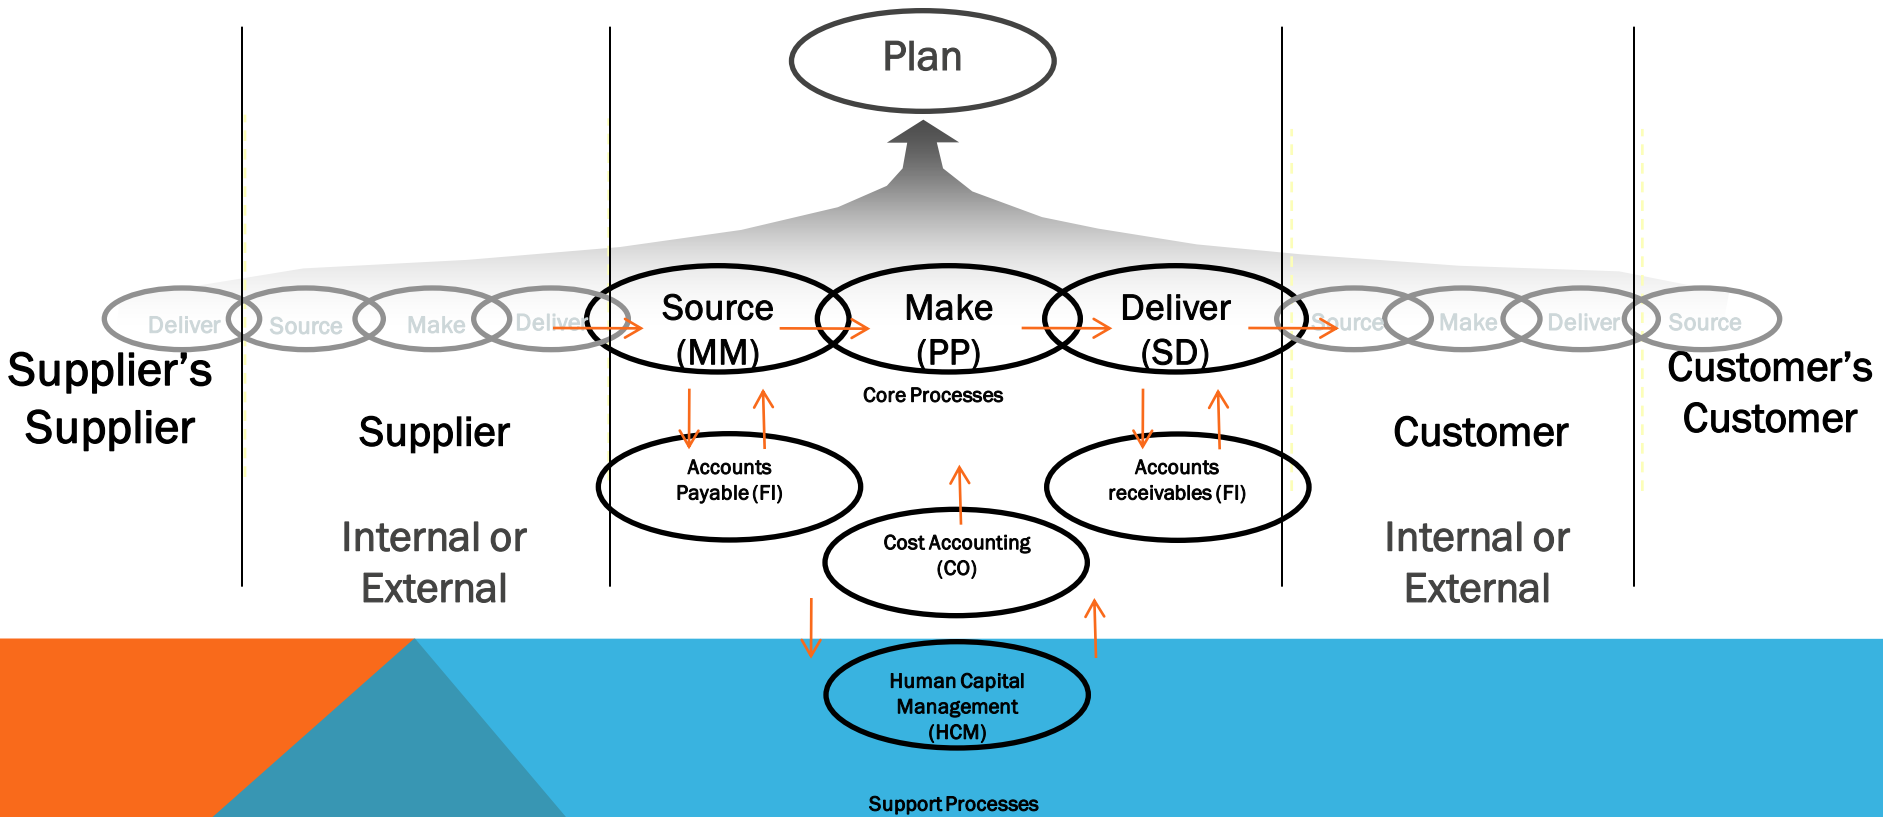 Plan
Deliver
Source
Make
Deliver
Source
(MM)
Make
(PP)
Deliver
(SD)
Source
Make
Deliver
Source
Supplier's
Supplier
Core Processes
Customer's
Customer
Supplier
Customer
Accounts
Payable (FI)
Accounts
receivables (FI)
Internal or
External
Cost Accounting
(CO)
Internal or
External
Human Capital
Management
(HCM)
Support Processes